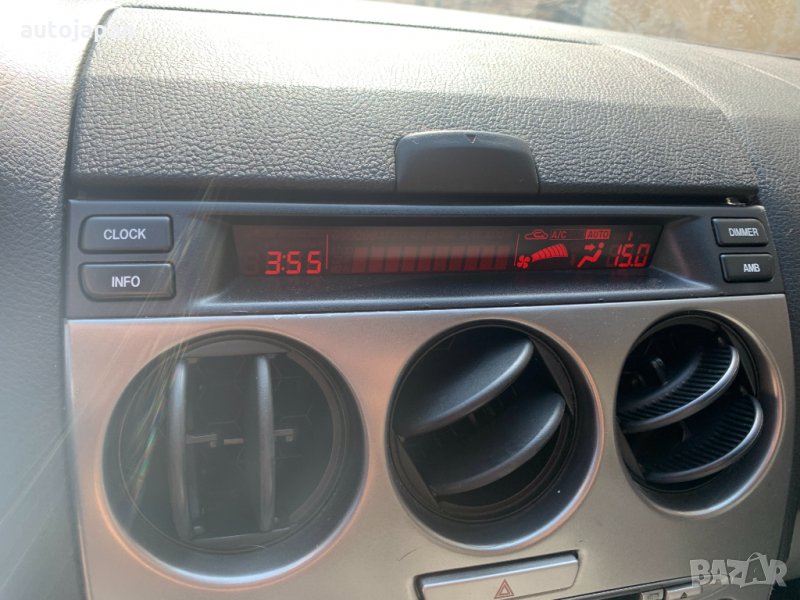 autojapan
CLOCK
INFO
3:55
A/C AUTO
15.0
DIMMER
AMB
BAZAR